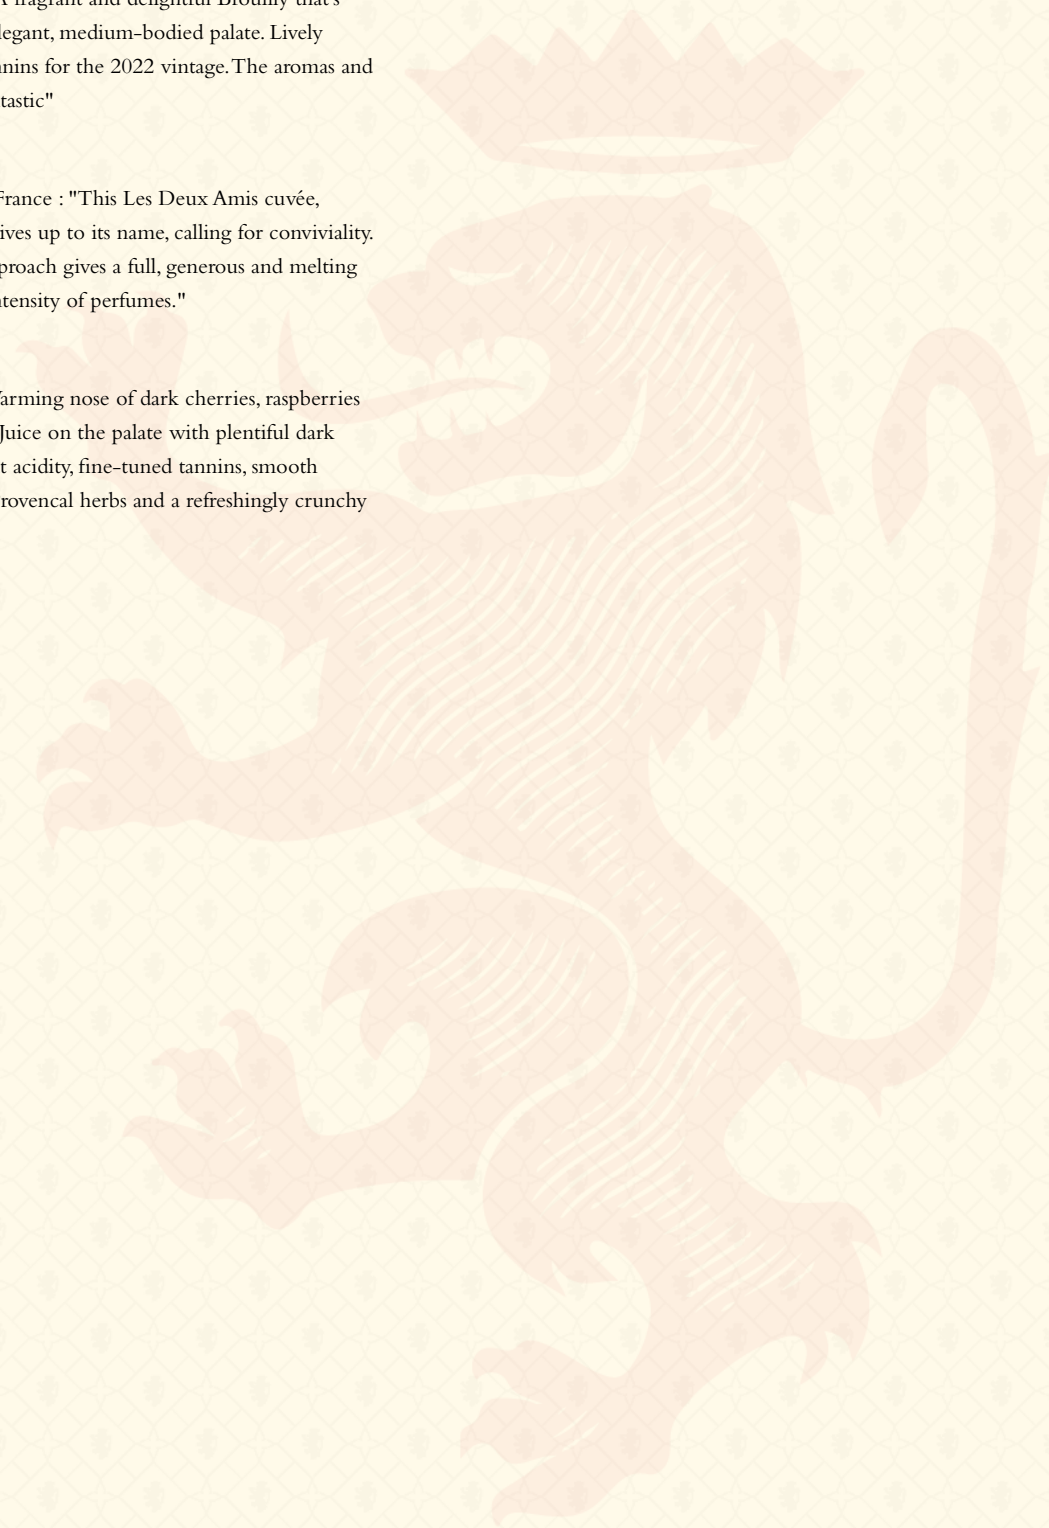 A fragrant and delightful Brouilly that's
legant, medium-bodied palate. Lively
nnins for the 2022 vintage. The aromas and
tastic"
France : "This Les Deux Amis cuvée,
ives up to its name, calling for conviviality.
proach gives a full, generous and melting
ntensity of perfumes."
arming nose of dark cherries, raspberries
Juice on the palate with plentiful dark
t acidity, fine-tuned tannins, smooth
rovencal herbs and a refreshingly crunchy